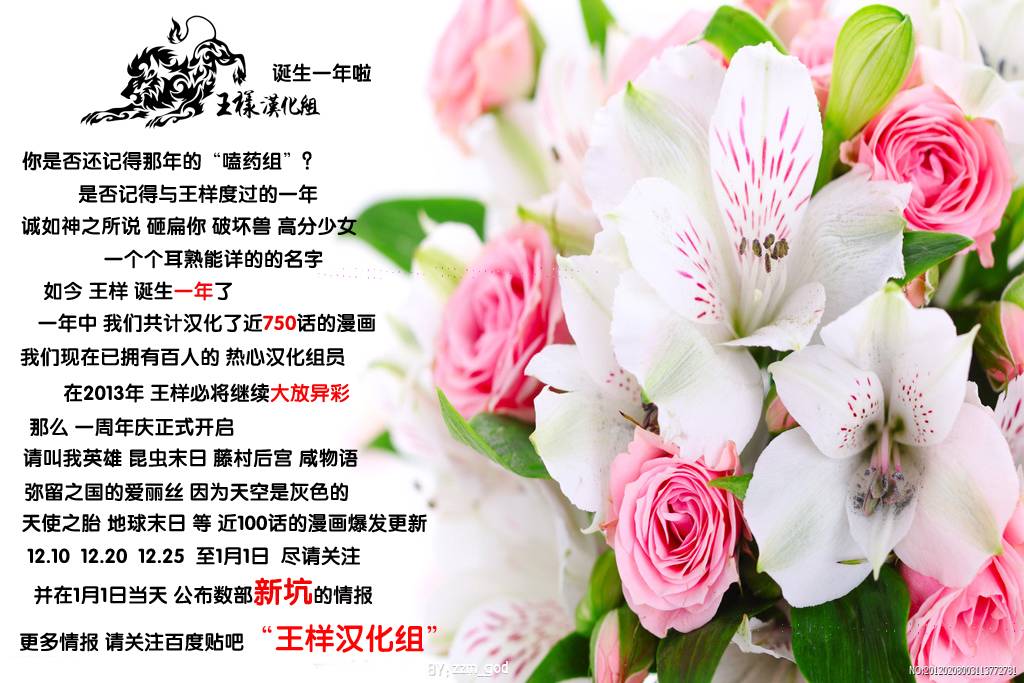 诞生一年啦
王樣漢化组
你是否还记得那年的“嗑药组”？
是否记得与王样度过的一年
诚如神之所说 砸扁你 破坏兽 高分少女
一个个耳熟能详的的名字
如今 王样 诞生一年了
一年中 我们共计汉化了近750话的漫画
我们现在已拥有百人的 热心汉化组员
在2013年 王样必将继续大放异彩
那么 一周年庆正式开启
请叫我英雄 昆虫末日 藤村后宫 咸物语
弥留之国的爱丽丝 因为天空是灰色的
天使之胎 地球末日 等 近100话的漫画爆发更新
12.10 12.20 12.25 至1月1日 尽请关注
并在1月1日当天 公布数部新坑的情报
更多情报 请关注百度贴吧 “王样汉化组”
BY;zzm_god
NO:20120208003113772781